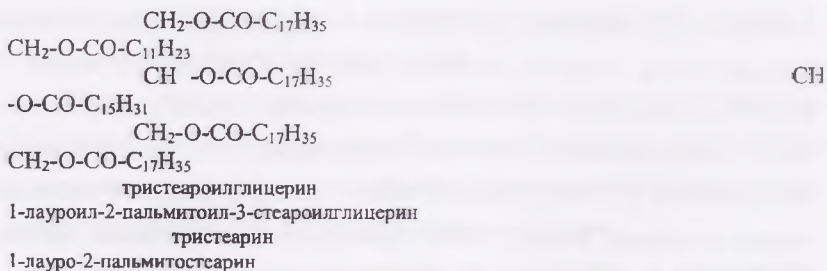 CH₂-O-CO-C₁₇H₃₅
CH₂-O-CO-C₁₁H₂₃
CH -O-CO-C₁₇H₃₅ CH
-O-CO-C₁₅H₃₁
CH₂-O-CO-C₁₇H₃₅
CH₂-O-CO-C₁₇H₃₅
тристеароилглицерин
1-лауроил-2-пальмитоил-3-стеароилглицерин
тристеарин
1-лауро-2-пальмитостеарин